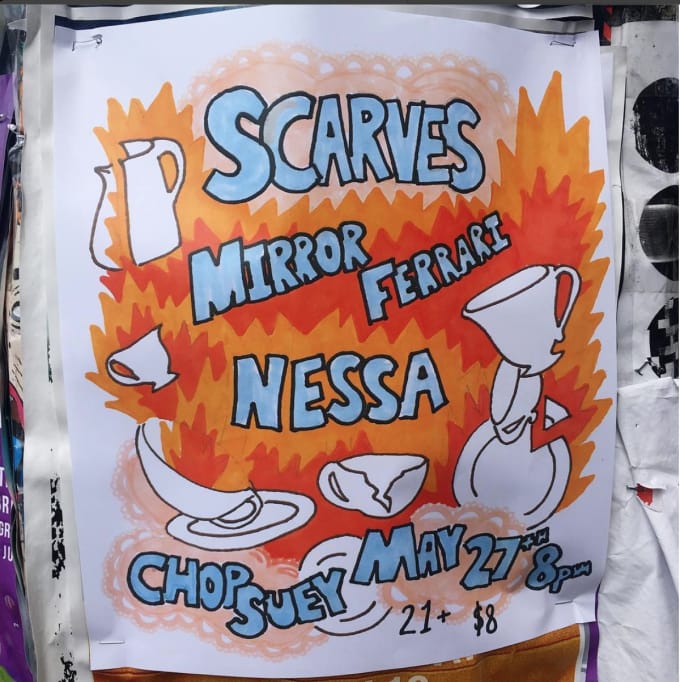 SCARVES
MIRROR FERRARI
NESSA
CHOP SUEY MAY 27TH 8PM
21+ $8